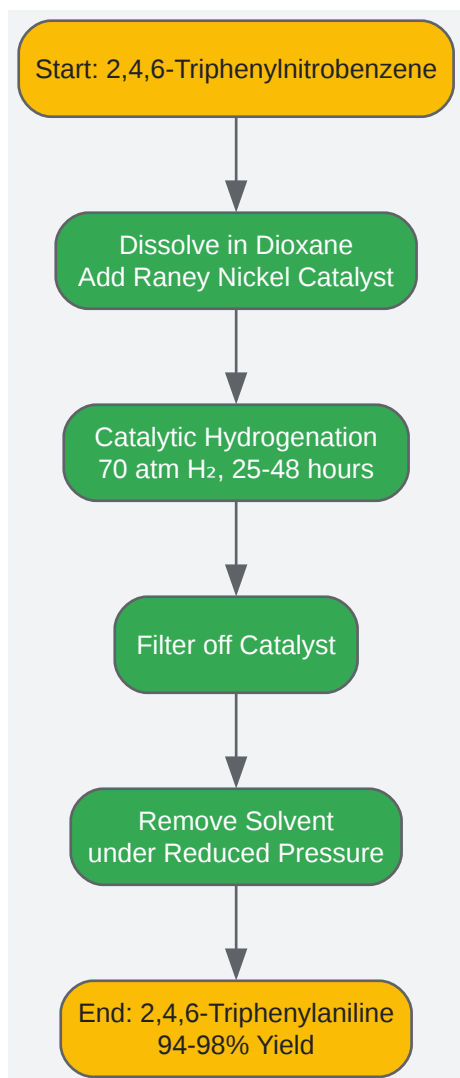 Start: 2,4,6-Triphenylnitrobenzene
Dissolve in Dioxane
Add Raney Nickel Catalyst
Catalytic Hydrogenation
70 atm H₂, 25-48 hours
Filter off Catalyst
Remove Solvent
under Reduced Pressure
End: 2,4,6-Triphenylaniline
94-98% Yield